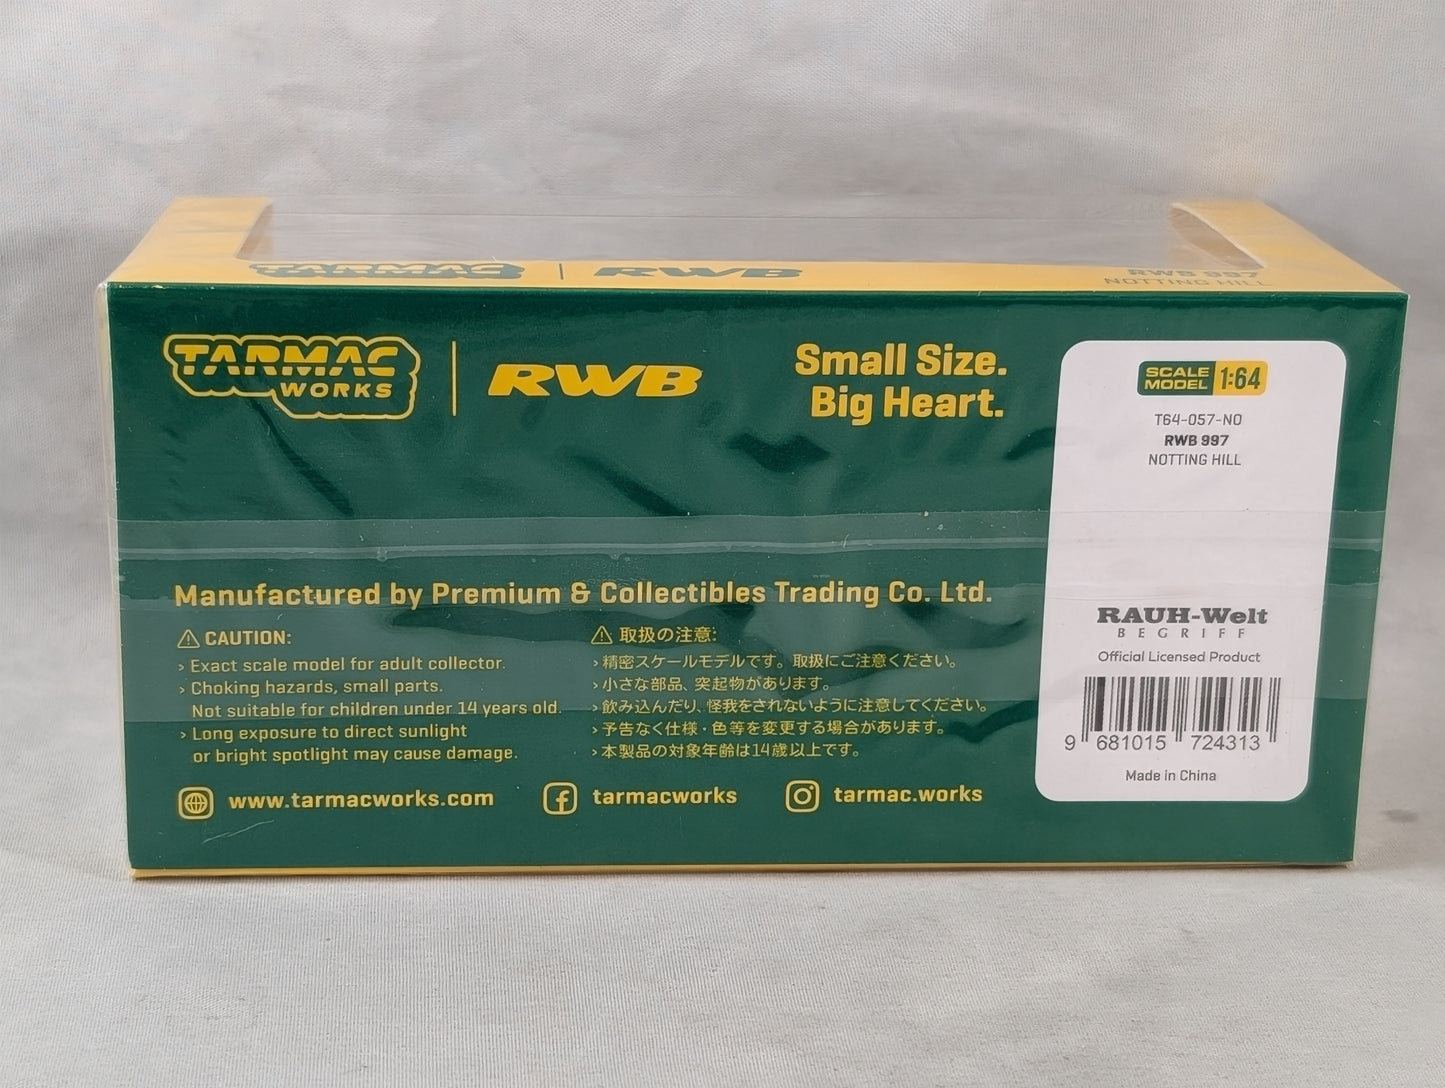 TARMAC WORKS
RWB
RWB 997
NOTTING HILL
TARMAC
WORKS
RWB
Small Size.
Big Heart.
SCALE
MODEL 1:64
T64-057-NO
RWB 997
NOTTING HILL
Manufactured by Premium & Collectibles Trading Co. Ltd.
CAUTION:
› Exact scale model for adult collector.
› Choking hazards, small parts.
Not suitable for children under 14 years old.
› Long exposure to direct sunlight
or bright spotlight may cause damage.
取扱の注意:
› 精密スケールモデルです。取扱にご注意ください。
› 小さな部品、突起物があります。
› 飲み込んだり、怪我をされないように注意してください。
› 予告なく仕様・色等を変更する場合があります。
› 本製品の対象年齢は14歳以上です。
www.tarmacworks.com
tarmacworks
tarmac.works
RAUH-Welt
BEGRIFF
Official Licensed Product
9 681015 724313
Made in China